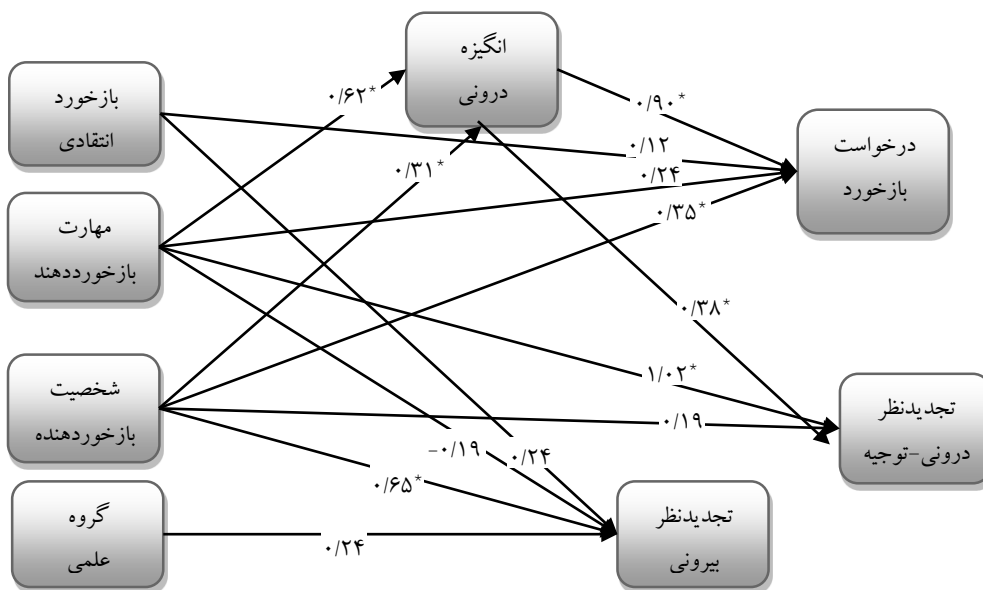 انگیزه
درونی
بازخورد
انتقادی
۰/۶۲*
۰/۹۰*
درخواست
بازخورد
۰/۱۲
۰/۳۱*
۰/۲۴
مهارت
بازخورددهند
۰/۳۵*
۰/۳۸*
شخصیت
بازخوردهنده
۱/۰۲*
تجدیدنظر
درونی-توجیه
۰/۱۹
-۰/۱۹
۰/۲۴
۰/۶۵*
گروه
علمی
تجدیدنظر
بیرونی
۰/۲۴